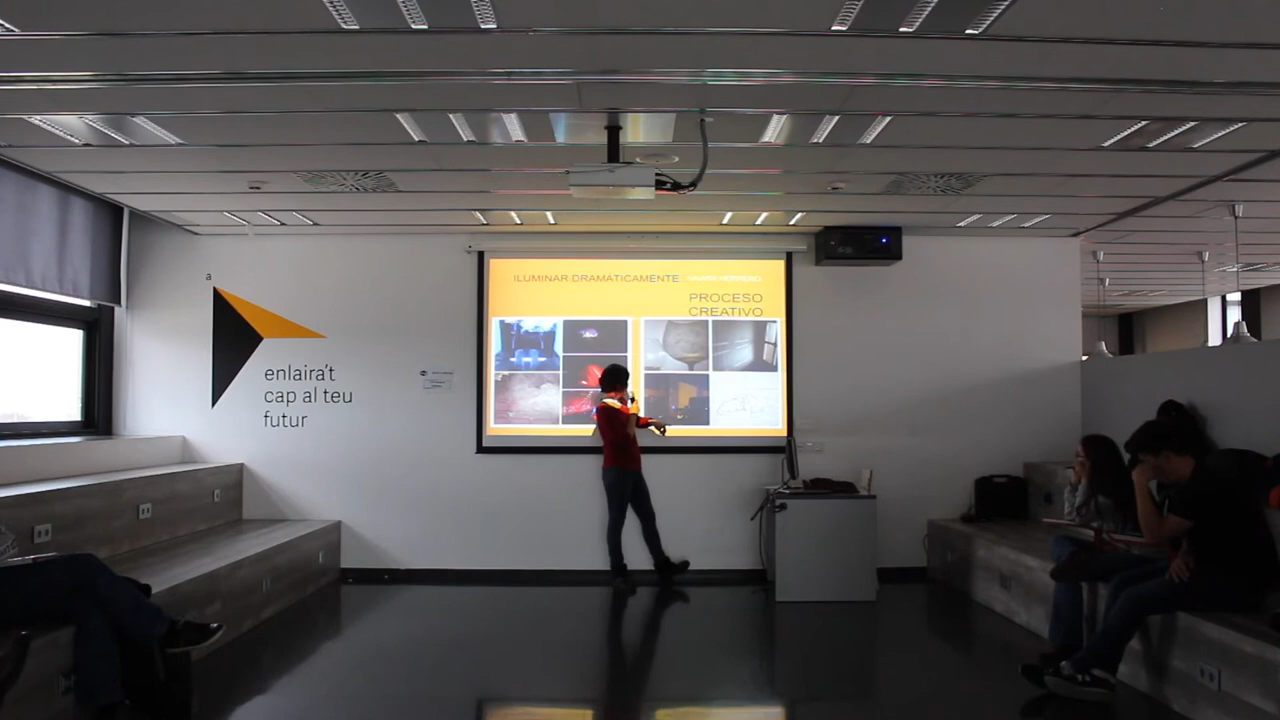 a
enlaira't
cap al teu
futur
ILUMINAR DRAMATICAMENTE
PROCESO
CREATIVO